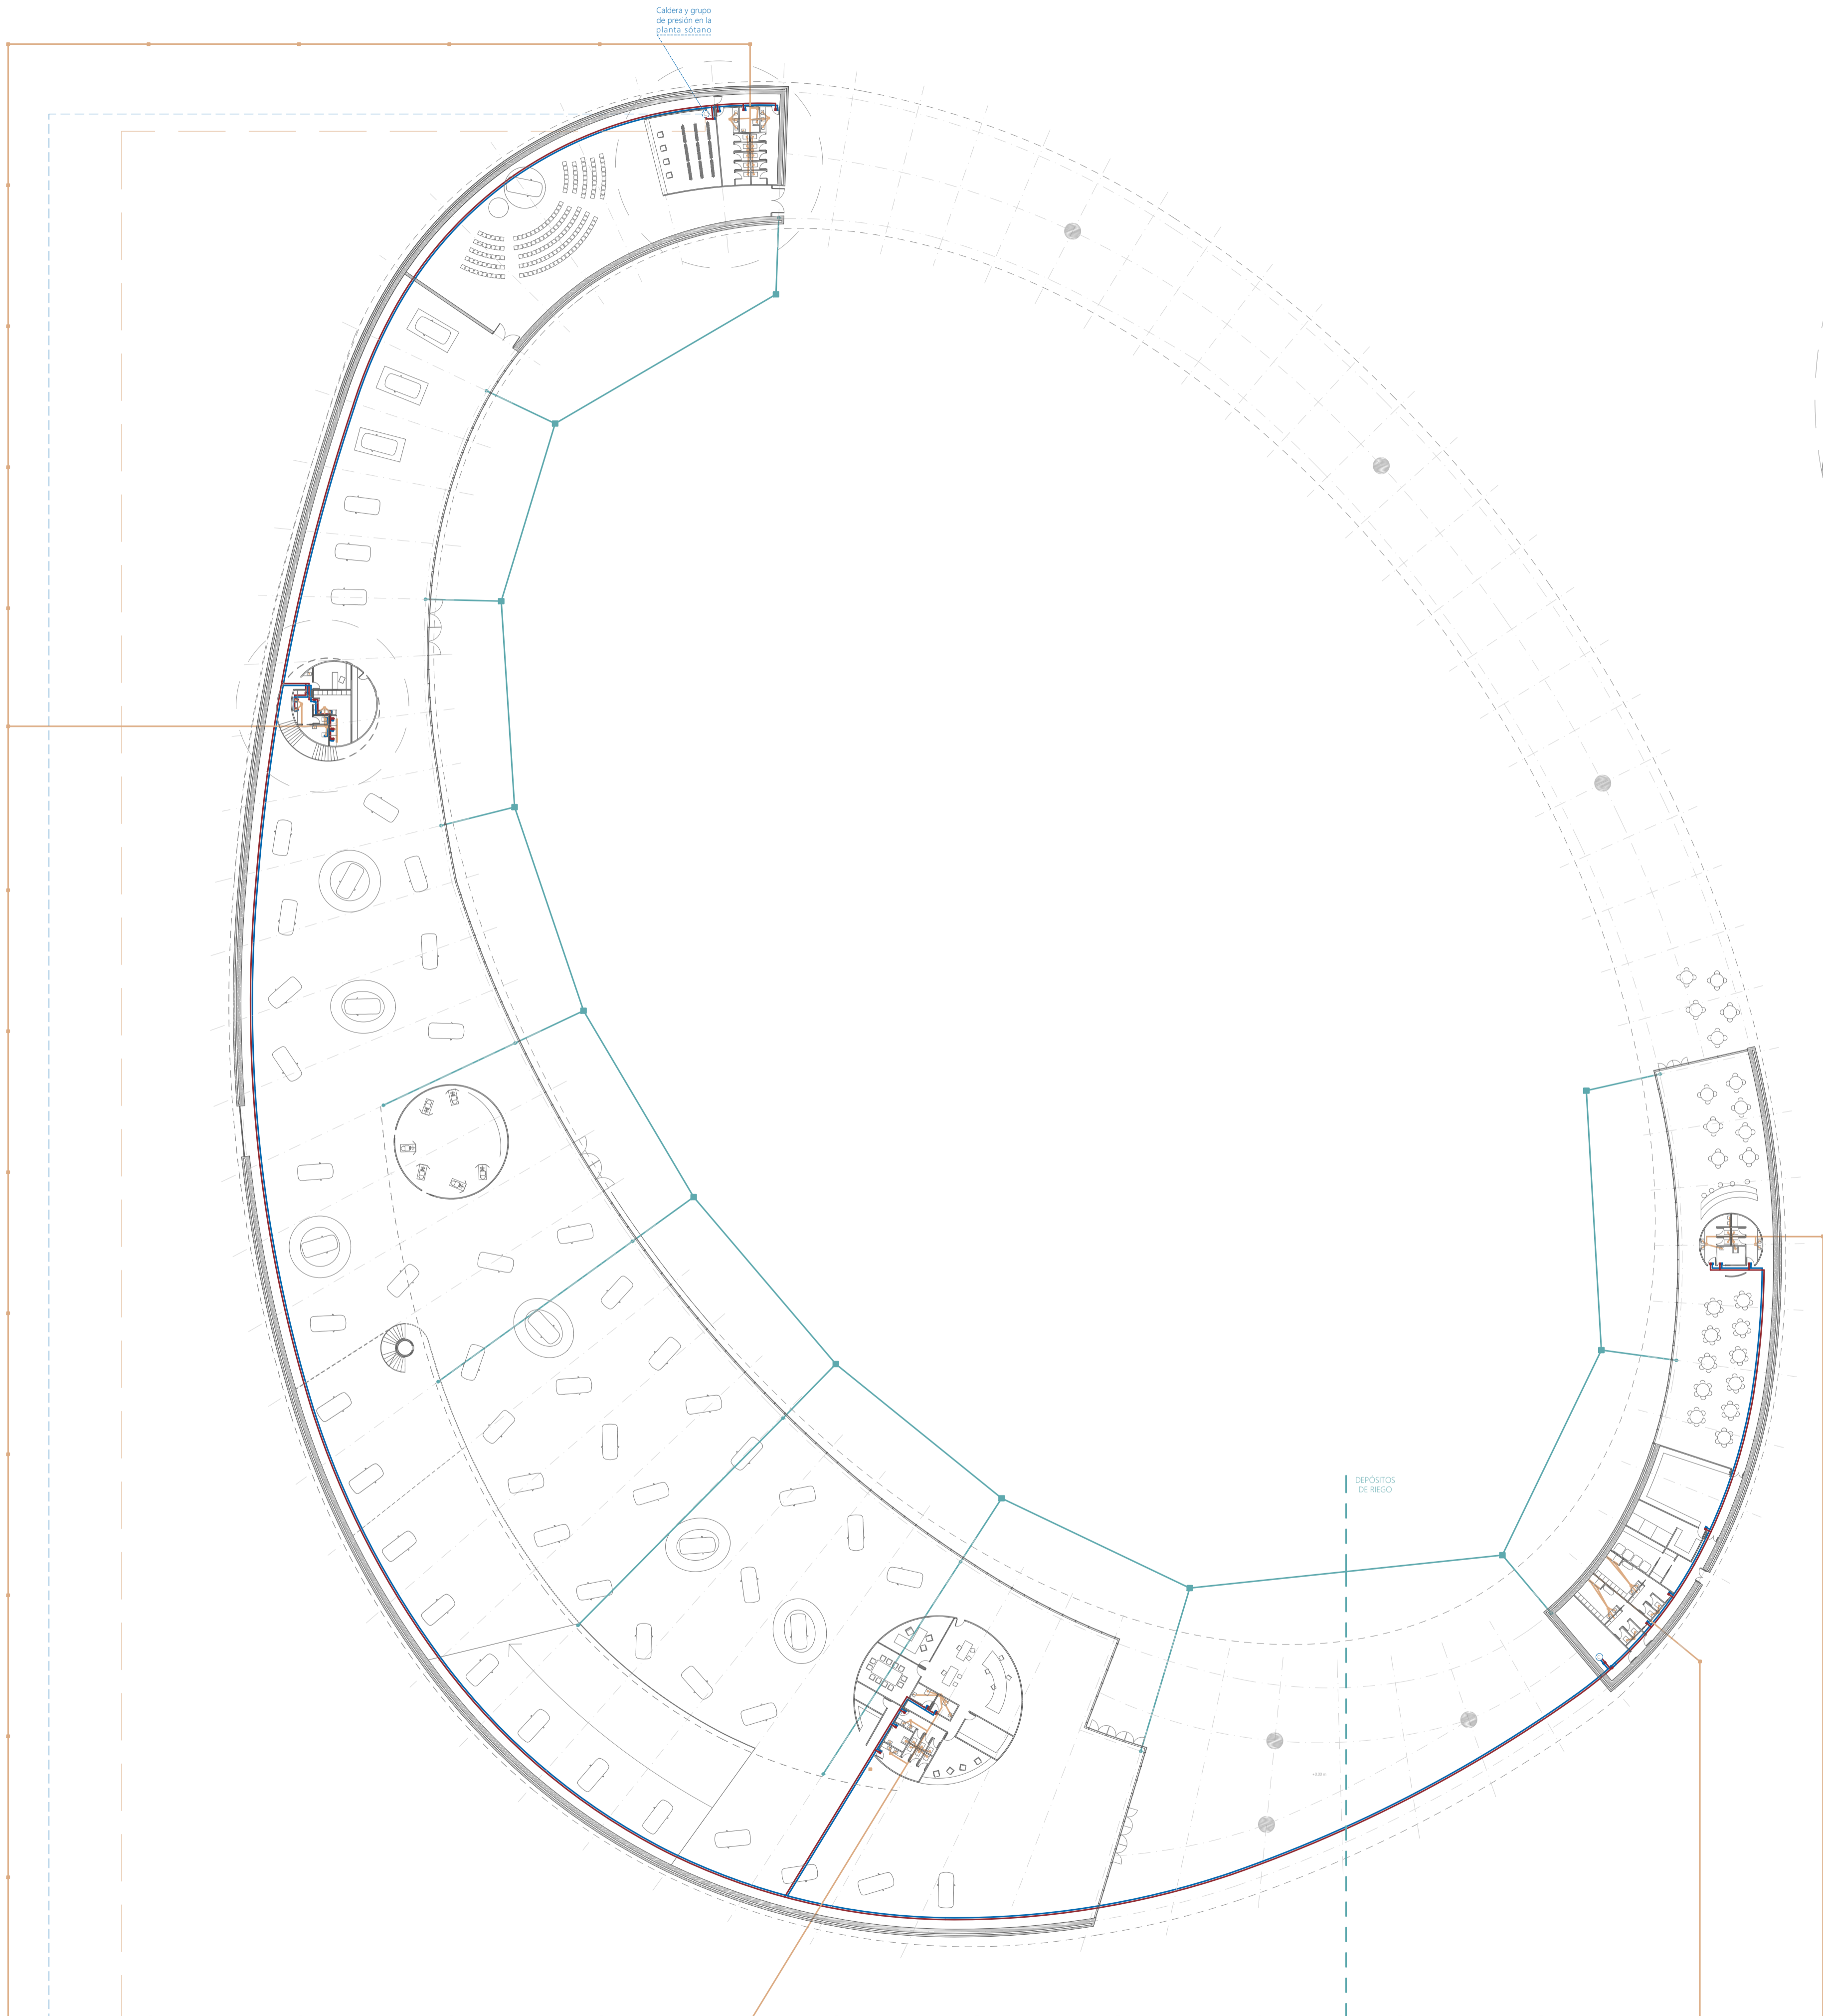 Caldera y grupo
de presión en la
planta sótano
DEPÓSITOS
DE RIEGO